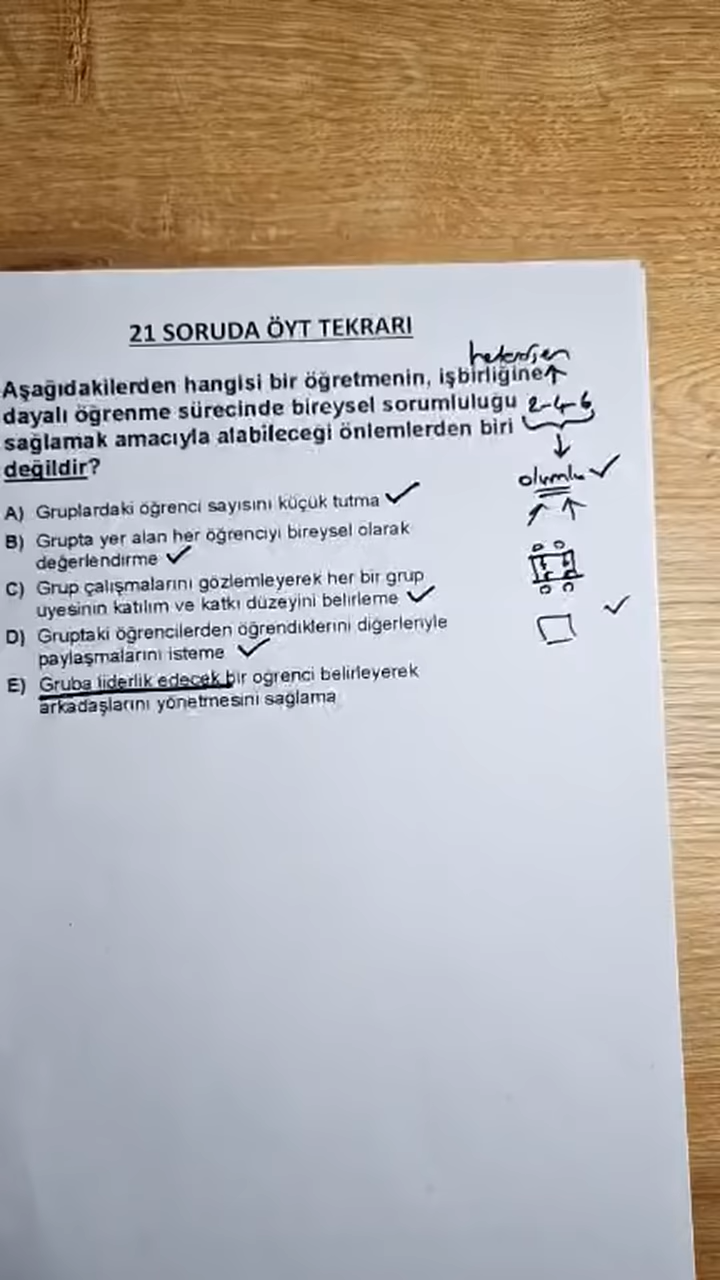 21 SORUDA ÖYT TEKRARI
heterojen
Aşağıdakilerden hangisi bir öğretmenin, işbirliğine
dayalı öğrenme sürecinde bireysel sorumluluğu 2-4-6
sağlamak amacıyla alabileceği önlemlerden biri
değildir?
olumlu
A) Gruplardaki öğrenci sayısını küçük tutma
B) Grupta yer alan her öğrenciyi bireysel olarak
değerlendirme
C) Grup çalışmalarını gözlemleyerek her bir grup
üyesinin katılım ve katkı düzeyini belirleme
D) Gruptaki öğrencilerden öğrendiklerini diğerleriyle
paylaşmalarını isteme
E) Gruba liderlik edecek bir öğrenci belirleyerek
arkadaşlarını yönetmesini sağlama